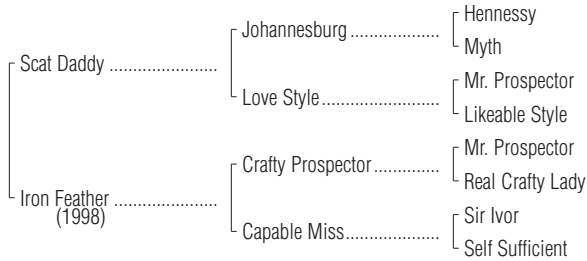 Hennessy
Johannesburg ..................
Myth
Scat Daddy ......................
Mr. Prospector
Love Style........................
Likeable Style
Mr. Prospector
Crafty Prospector.............
Real Crafty Lady
Iron Feather .....................
(1998)
Sir Ivor
Capable Miss...................
Self Sufficient